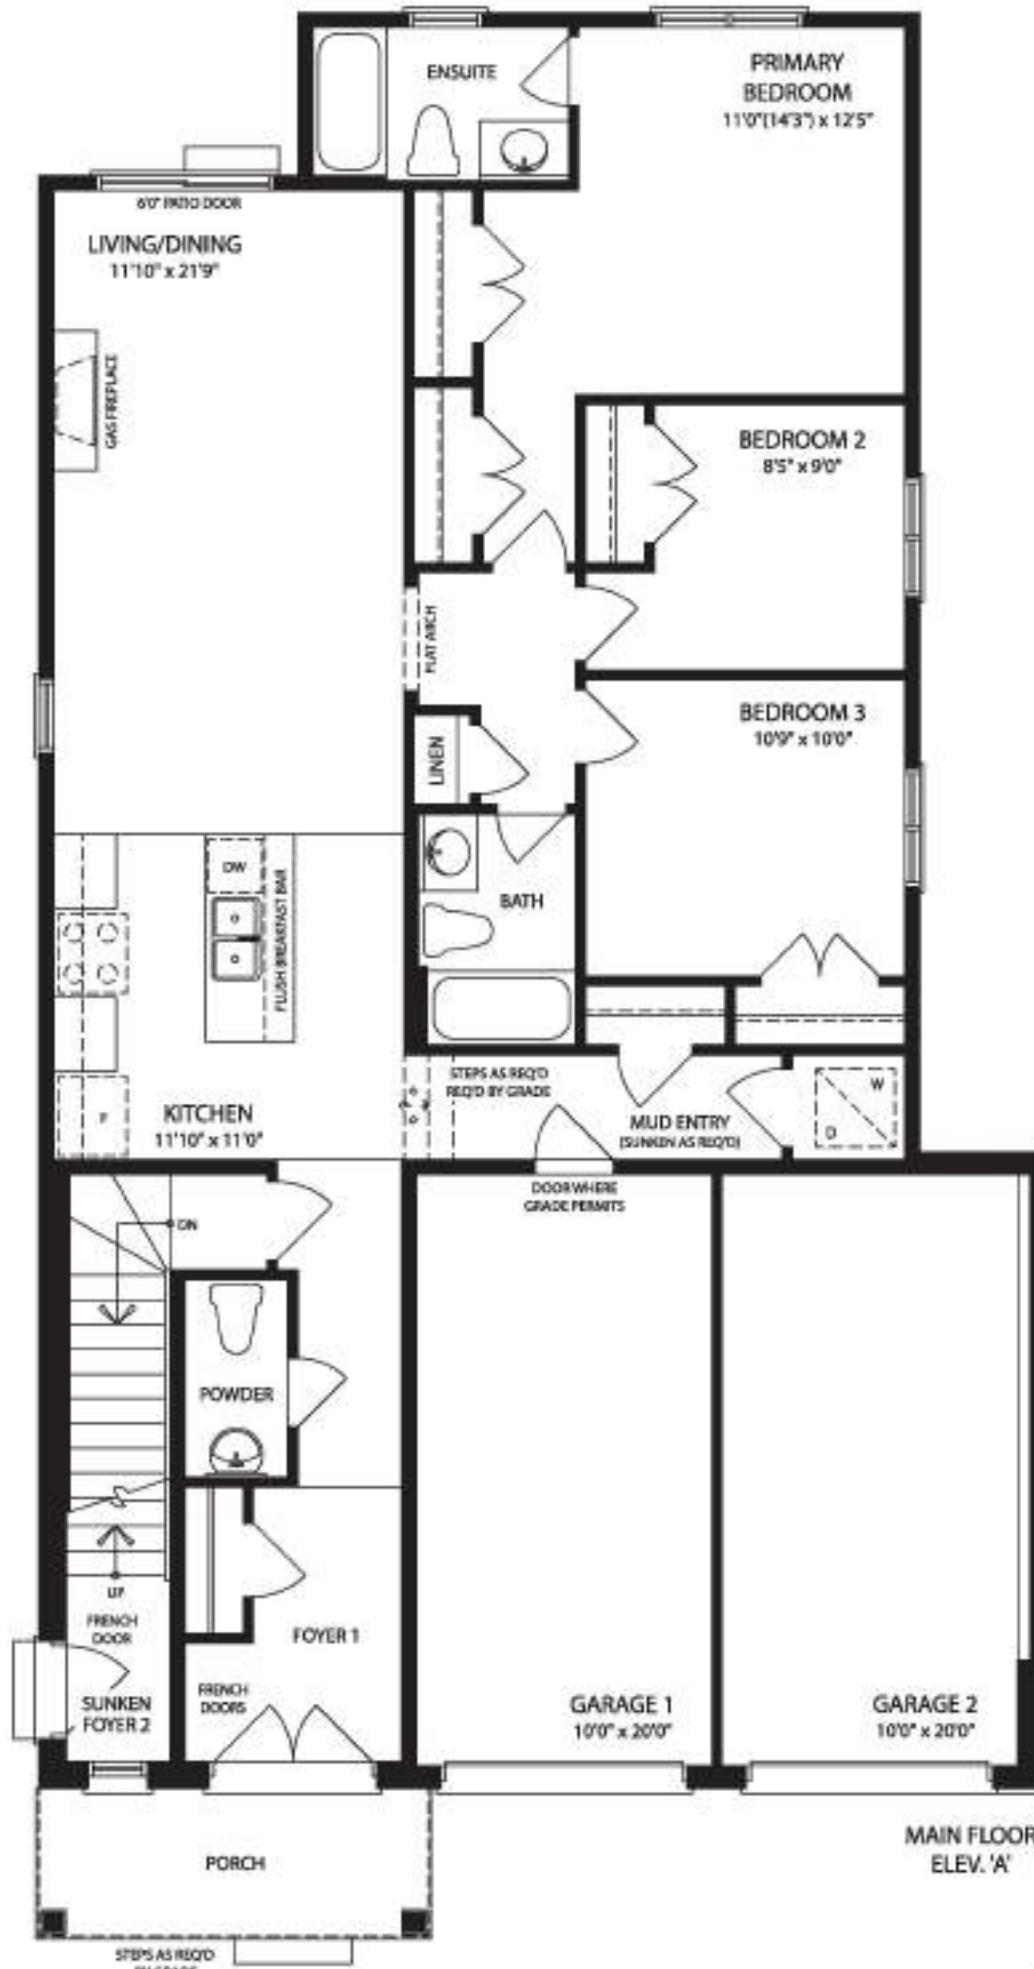 ENSUITE
PRIMARY
BEDROOM
11'0"(14'3") x 12'5"
6'0" PATIO DOOR
LIVING/DINING
11'10" x 21'9"
GAS FIREPLACE
BEDROOM 2
8'5" x 9'0"
FLAT ARCH
BEDROOM 3
10'9" x 10'0"
LINEN
DW
FLUSH BREAKFAST BAR
BATH
STEPS AS REQ'D
REQ'D BY GRADE
KITCHEN
11'10" x 11'0"
F
MUD ENTRY
(SUNKEN AS REQ'D)
W
D
DOOR WHERE
GRADE PERMITS
DN
POWDER
UP
FRENCH
DOOR
FOYER 1
SUNKEN
FOYER 2
FRENCH
DOORS
GARAGE 1
10'0" x 20'0"
GARAGE 2
10'0" x 20'0"
PORCH
MAIN FLOOR
ELEV. 'A'
STEPS AS REQ'D